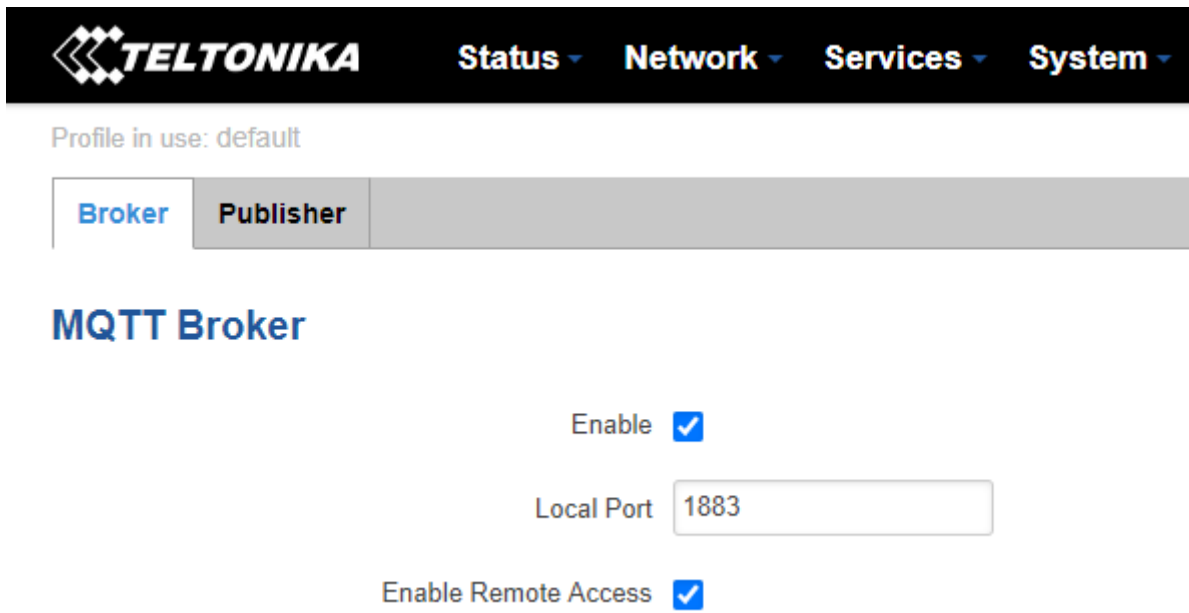 TELTONIKA Status Network Services System
Profile in use: default
Broker Publisher
MQTT Broker
Enable
Local Port 1883
Enable Remote Access